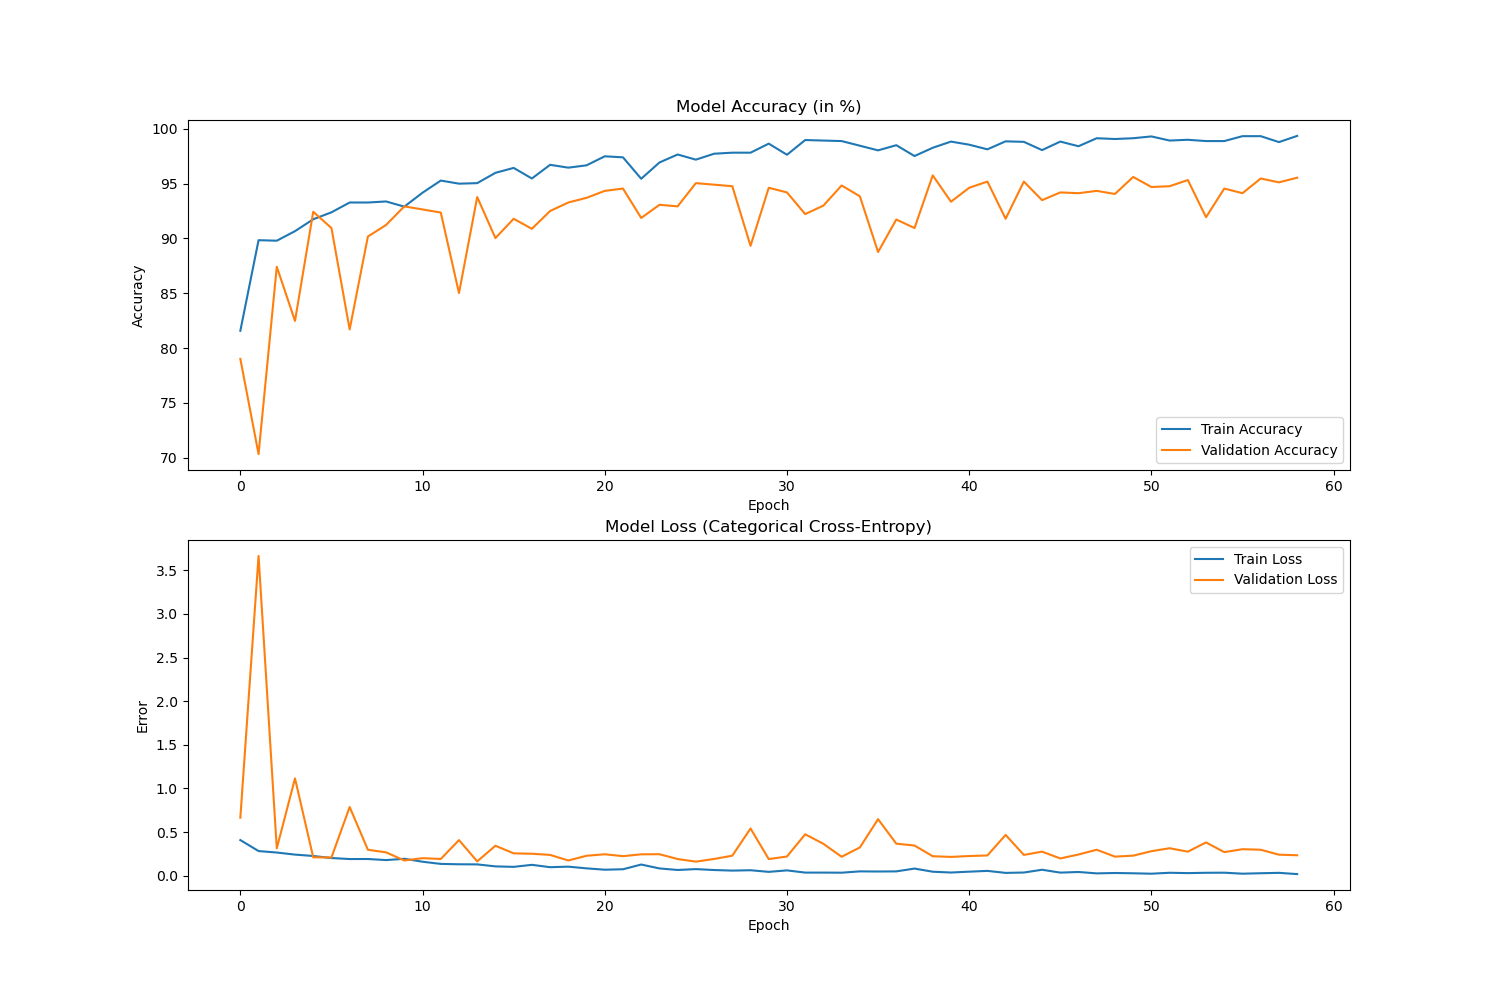 Model Accuracy (in %)
100
95
90
85
80
75
70
Accuracy
Train Accuracy
Validation Accuracy
0 10 20 30 40 50 60
Epoch
Model Loss (Categorical Cross-Entropy)
3.5
3.0
2.5
2.0
1.5
1.0
0.5
0.0
Error
Train Loss
Validation Loss
0 10 20 30 40 50 60
Epoch